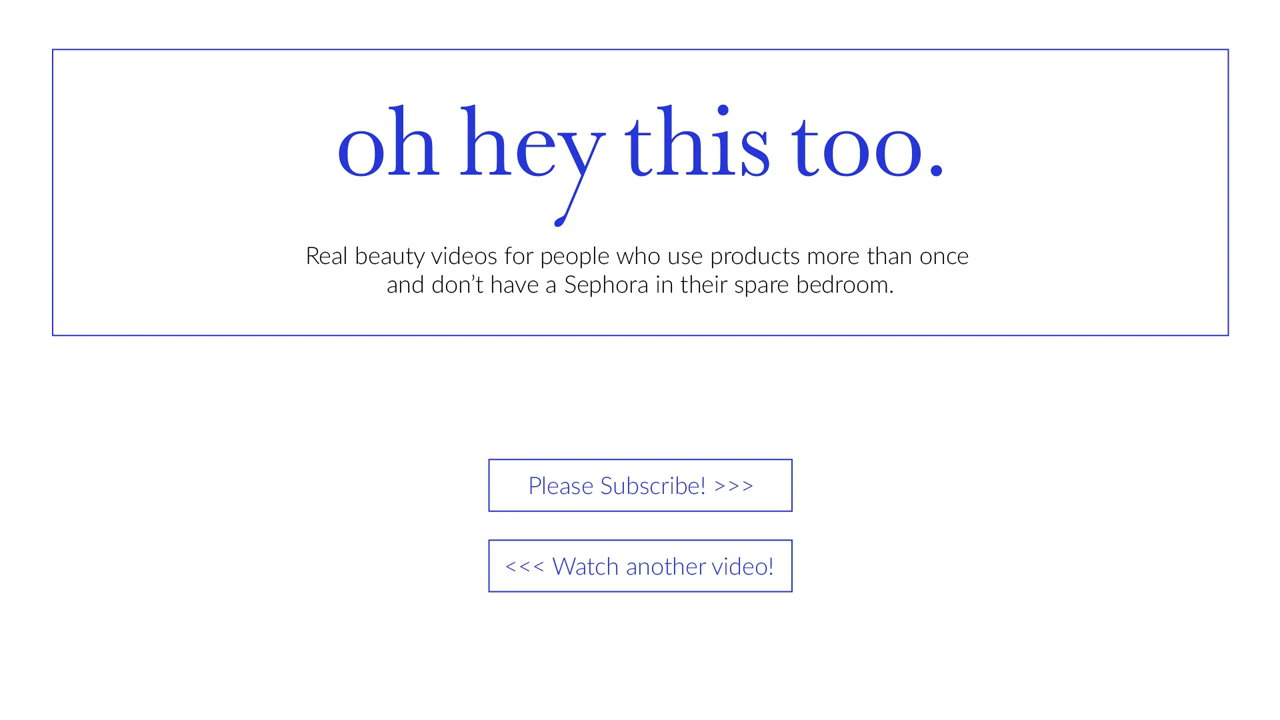 oh hey this too.
Real beauty videos for people who use products more than once
and don’t have a Sephora in their spare bedroom.
Please Subscribe! >>>
<<< Watch another video!